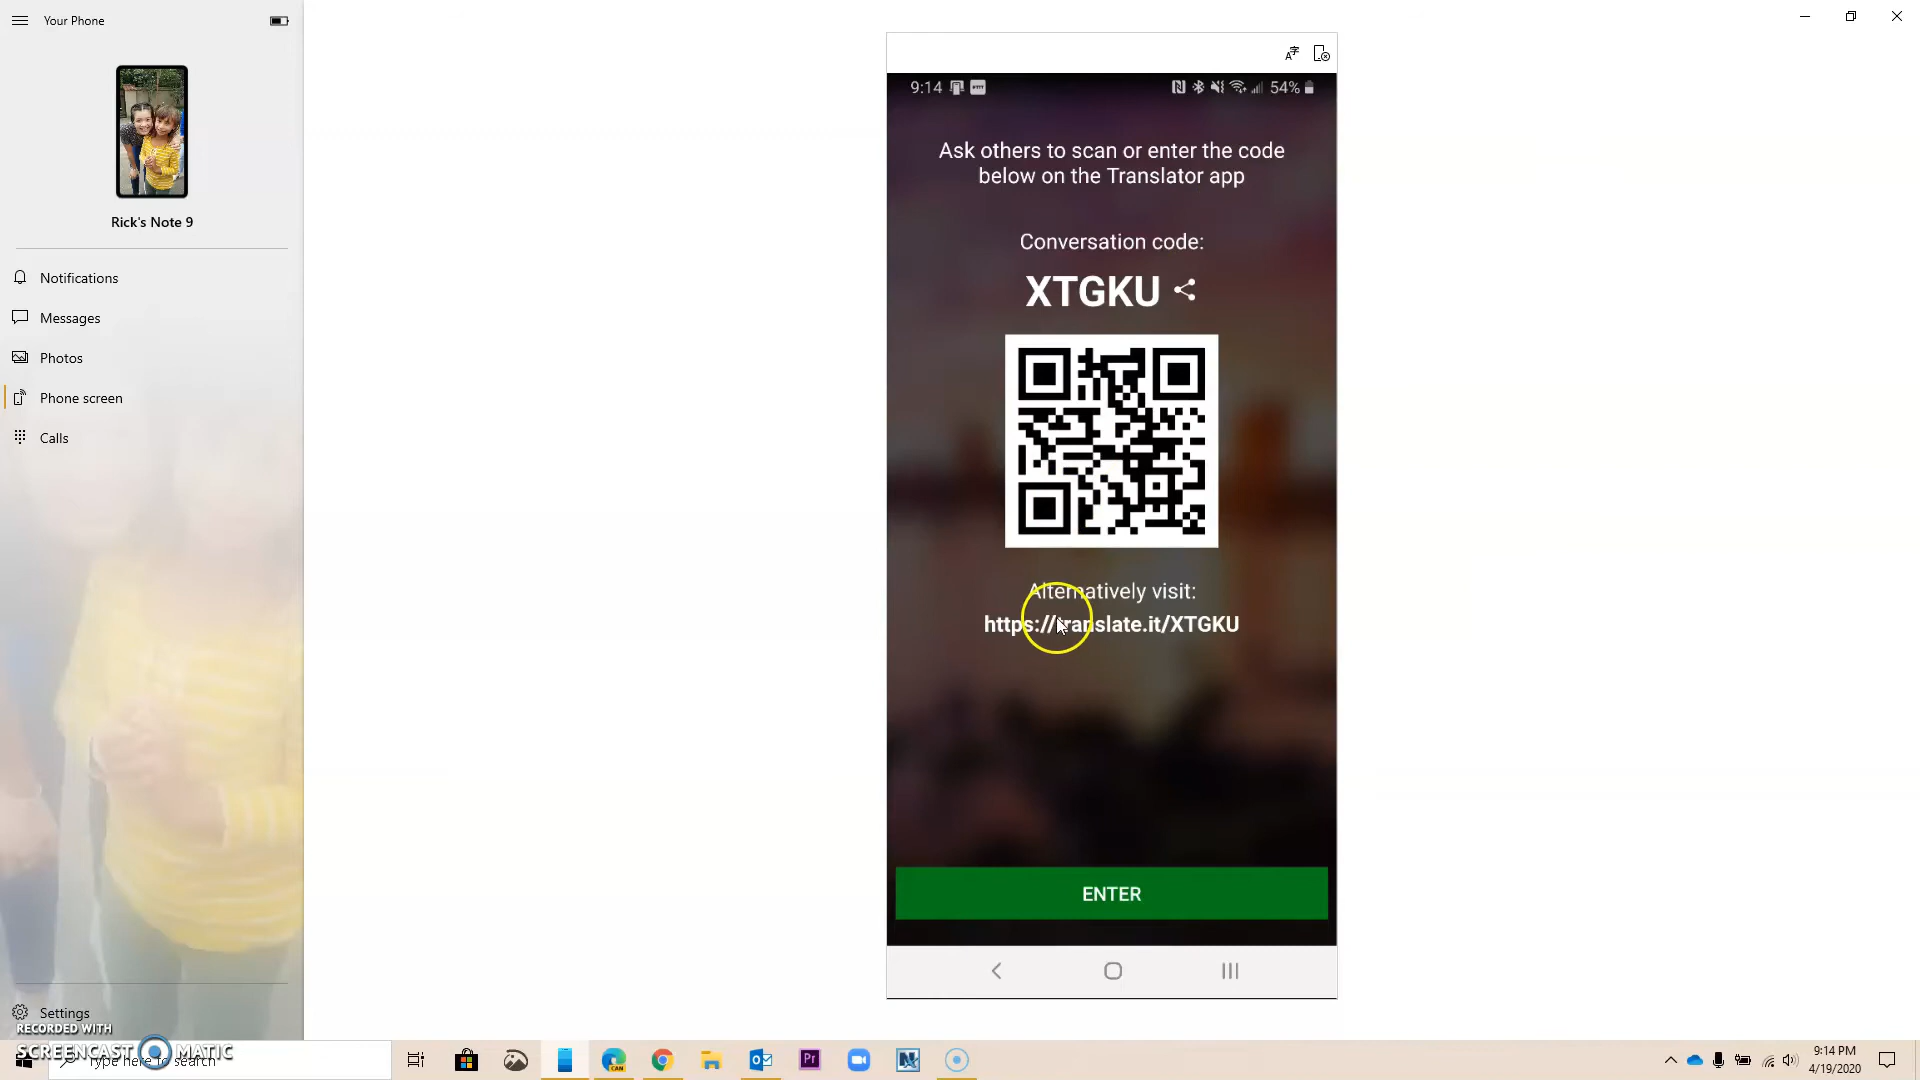 Your Phone
Rick's Note 9
Notifications
Messages
Photos
Phone screen
Calls
Settings
9:14
54%
Ask others to scan or enter the code
below on the Translator app
Conversation code:
XTGKU
Alternatively visit:
https://translate.it/XTGKU
ENTER
RECORDED WITH
SCREENCAST MATIC
Type here to search
CAN
Pr
9:14 PM
4/19/2020